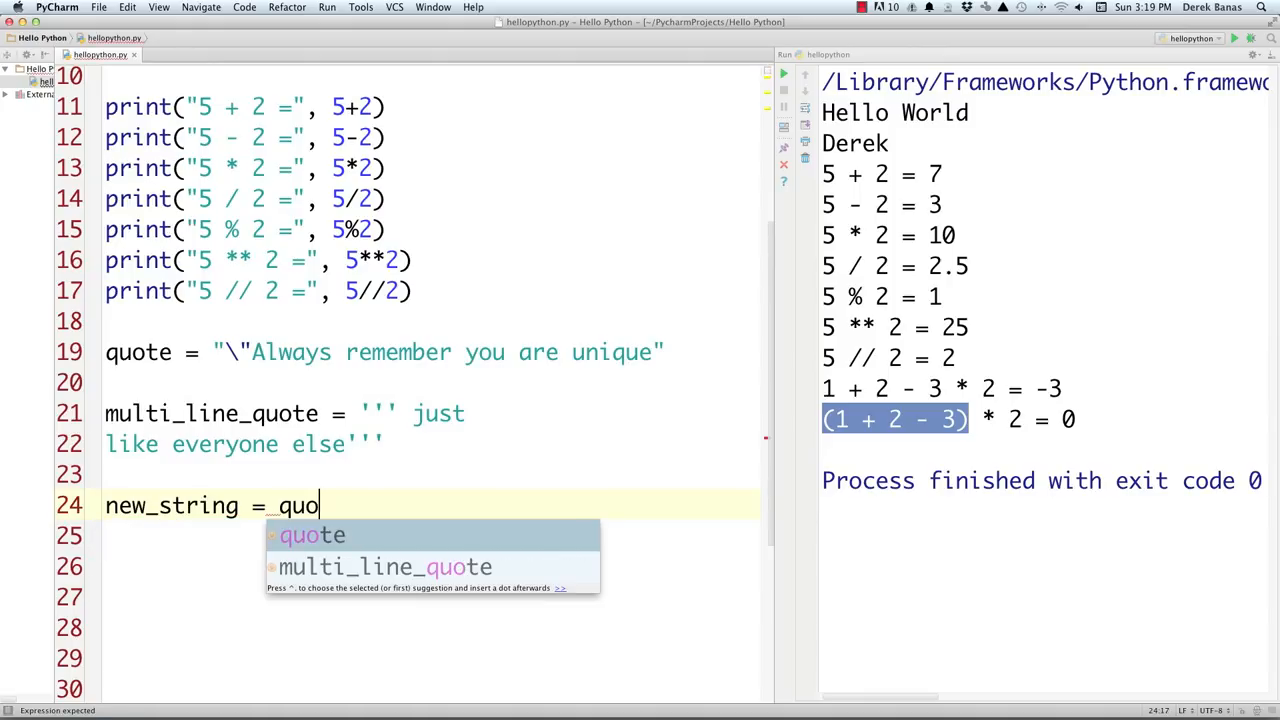 PyCharm File Edit View Navigate Code Refactor Run Tools VCS Window Help 10 Sun 3:19 PM Derek Banas
hellopython.py - Hello Python - [~/PycharmProjects/Hello Python]
Hello Python hellopython.py hellopython
hellopython.py × Run hellopython
Hello P
hell
Externa
10
11 print("5 + 2 =", 5+2)
12 print("5 - 2 =", 5-2)
13 print("5 * 2 =", 5*2)
14 print("5 / 2 =", 5/2)
15 print("5 % 2 =", 5%2)
16 print("5 ** 2 =", 5**2)
17 print("5 // 2 =", 5//2)
18
19 quote = "\"Always remember you are unique"
20
21 multi_line_quote = ''' just
22 like everyone else'''
23
24 new_string = quo
quote
multi_line_quote
Press ^. to choose the selected (or first) suggestion and insert a dot afterwards >>
25
26
27
28
29
30
/Library/Frameworks/Python.framewo
Hello World
Derek
5 + 2 = 7
5 - 2 = 3
5 * 2 = 10
5 / 2 = 2.5
5 % 2 = 1
5 ** 2 = 25
5 // 2 = 2
1 + 2 - 3 * 2 = -3
(1 + 2 - 3) * 2 = 0
Process finished with exit code 0
Expression expected 24:17 LF UTF-8